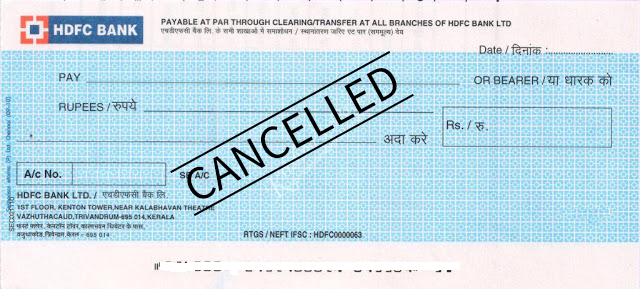 HDFC BANK
PAYABLE AT PAR THROUGH CLEARING/TRANSFER AT ALL BRANCHES OF HDFC BANK LTD
एचडीएफसी बैंक लि. के सभी शाखाओं में समाशोधन / स्थानातरण जरिए एट पार (सममूल्य) देय
Date / दिनांक :
PAY
OR BEARER / या धारक को
RUPEES / रुपये
अदा करे
Rs. / रु.
CANCELLED
A/c No.
SB A/C
HDFC BANK LTD. / एचडीएफसी बैंक लि.
1ST FLOOR, KENTON TOWER, NEAR KALABHAVAN THEATRE
VAZHUTHACAUD, TRIVANDRUM-695 014, KERALA
695 014
RTGS / NEFT IFSC : HDFC0000063